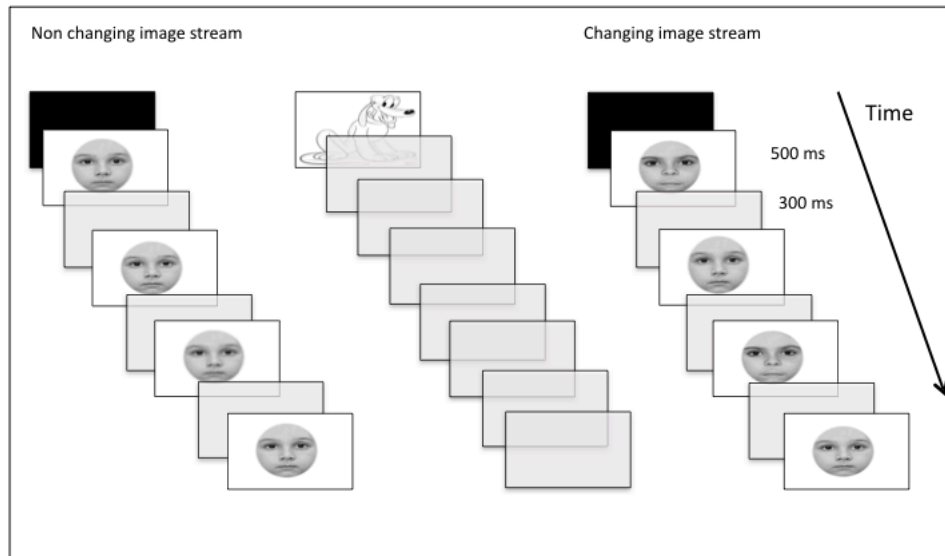 Non changing image stream
Changing image stream
Time
500 ms
300 ms